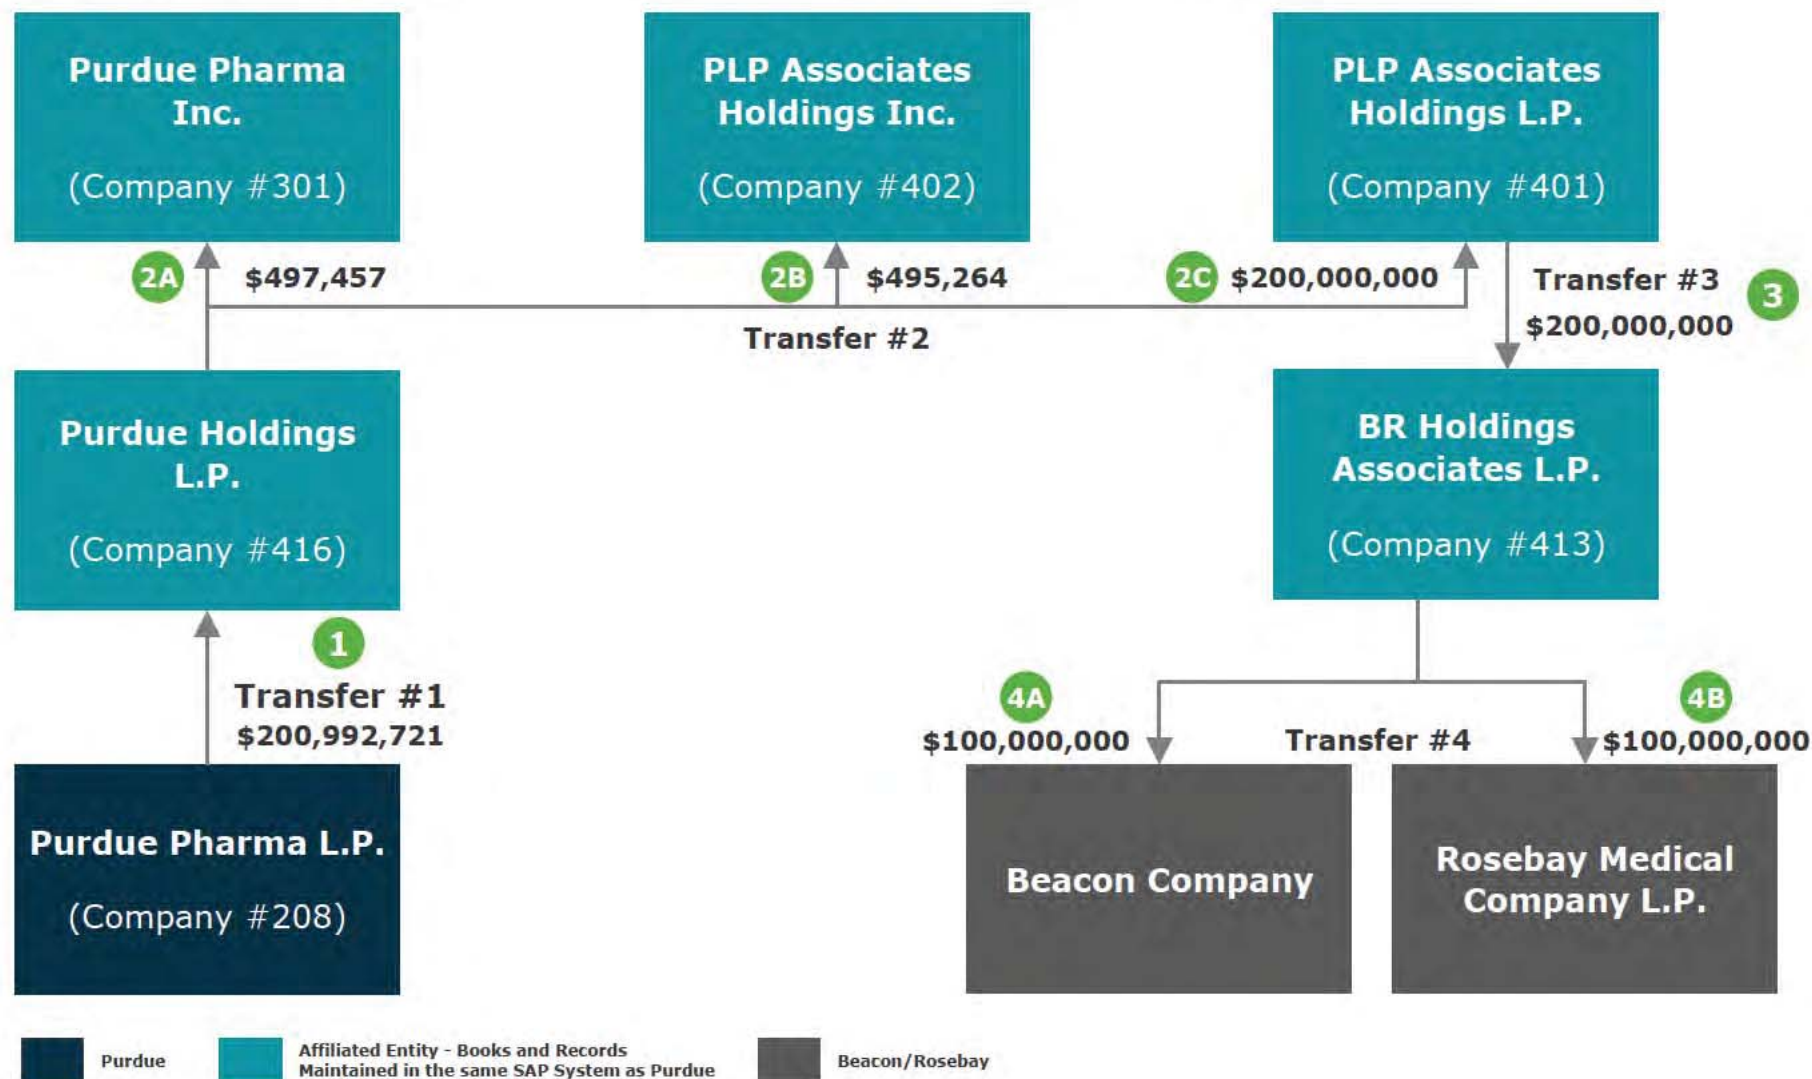 Purdue Pharma
Inc.
(Company #301)
PLP Associates
Holdings Inc.
(Company #402)
PLP Associates
Holdings L.P.
(Company #401)
2A
$497,457
2B
$495,264
2C
$200,000,000
Transfer #2
Transfer #3
$200,000,000
3
Purdue Holdings
L.P.
(Company #416)
BR Holdings
Associates L.P.
(Company #413)
1
Transfer #1
$200,992,721
4A
$100,000,000
Transfer #4
4B
$100,000,000
Purdue Pharma L.P.
(Company #208)
Beacon Company
Rosebay Medical
Company L.P.
Purdue
Affiliated Entity - Books and Records
Maintained in the same SAP System as Purdue
Beacon/Rosebay